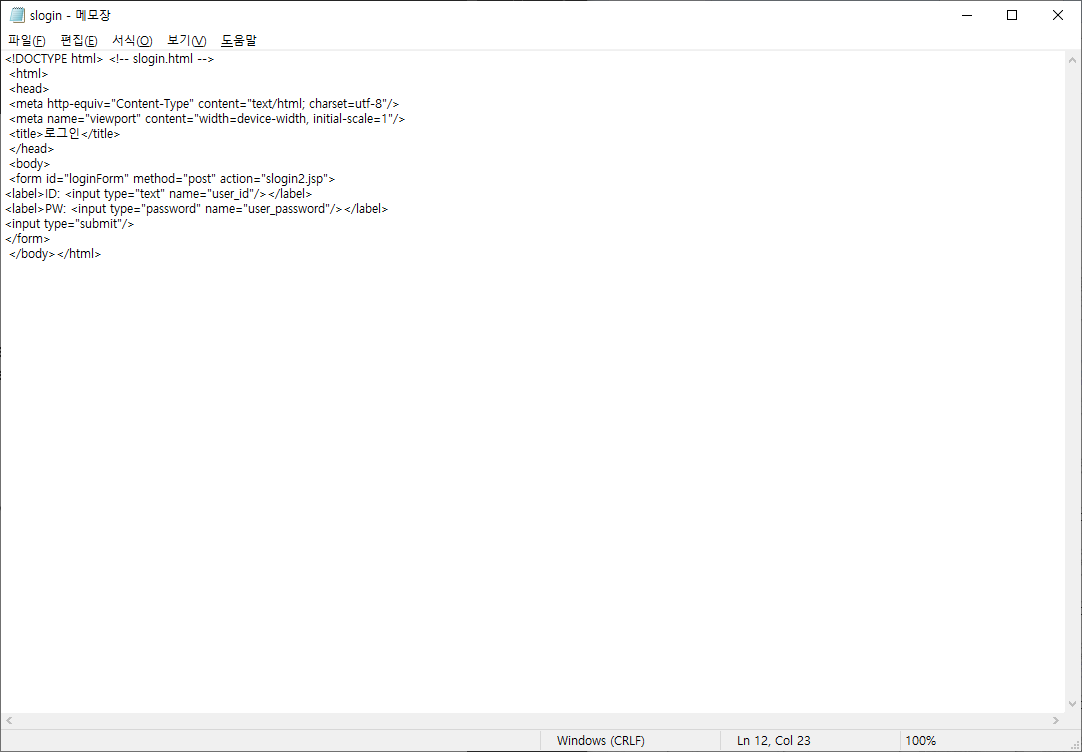 slogin - 메모장
파일(F) 편집(E) 서식(O) 보기(V) 도움말
<!DOCTYPE html> <!-- slogin.html -->
<html>
<head>
<meta http-equiv="Content-Type" content="text/html; charset=utf-8"/>
<meta name="viewport" content="width=device-width, initial-scale=1"/>
<title>로그인</title>
</head>
<body>
<form id="loginForm" method="post" action="slogin2.jsp">
<label>ID: <input type="text" name="user_id"/></label>
<label>PW: <input type="password" name="user_password"/></label>
<input type="submit"/>
</form>
</body></html>
Windows (CRLF) Ln 12, Col 23 100%